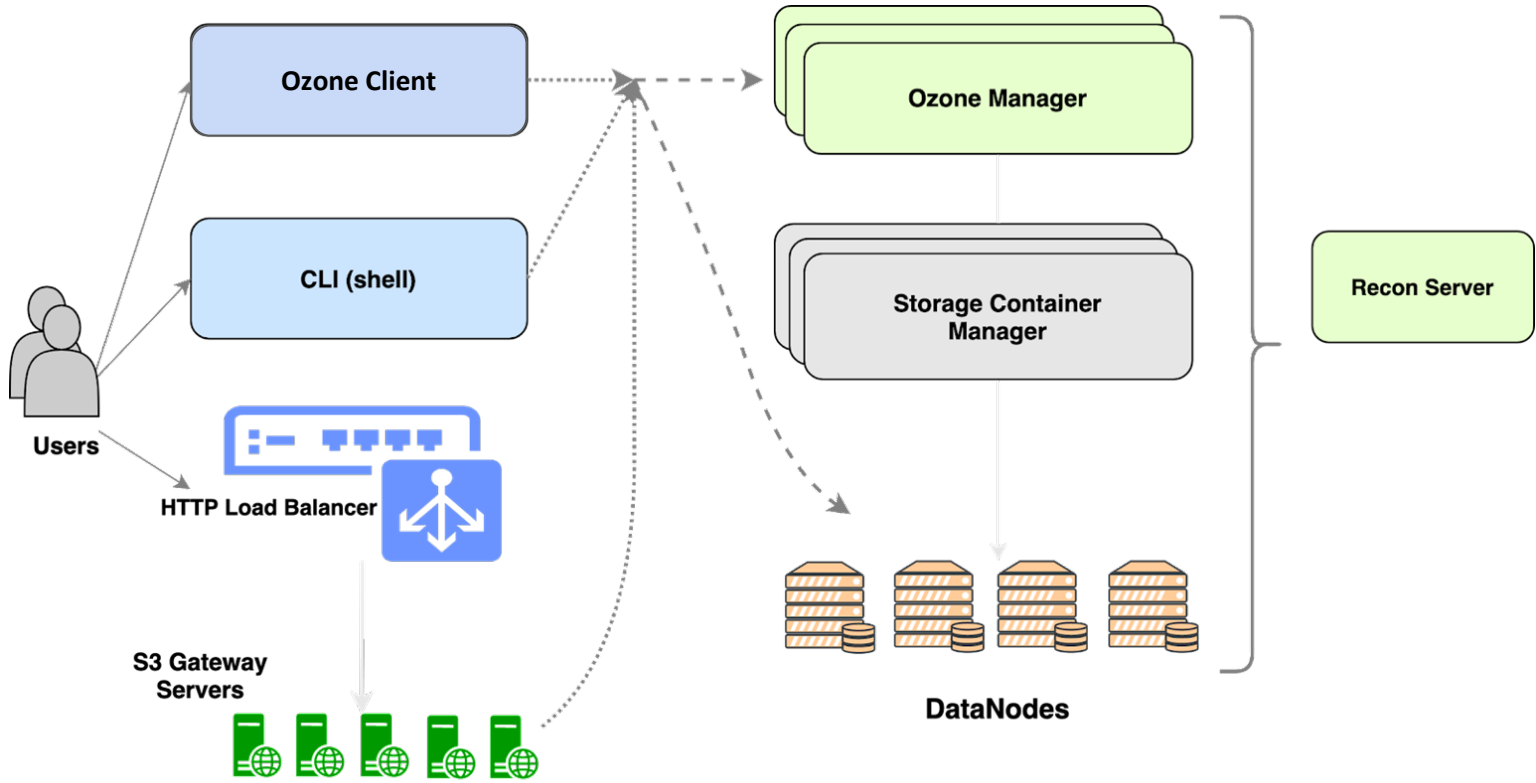 Ozone Client
Ozone Manager
CLI (shell)
Storage Container
Manager
Recon Server
Users
HTTP Load Balancer
S3 Gateway
Servers
DataNodes